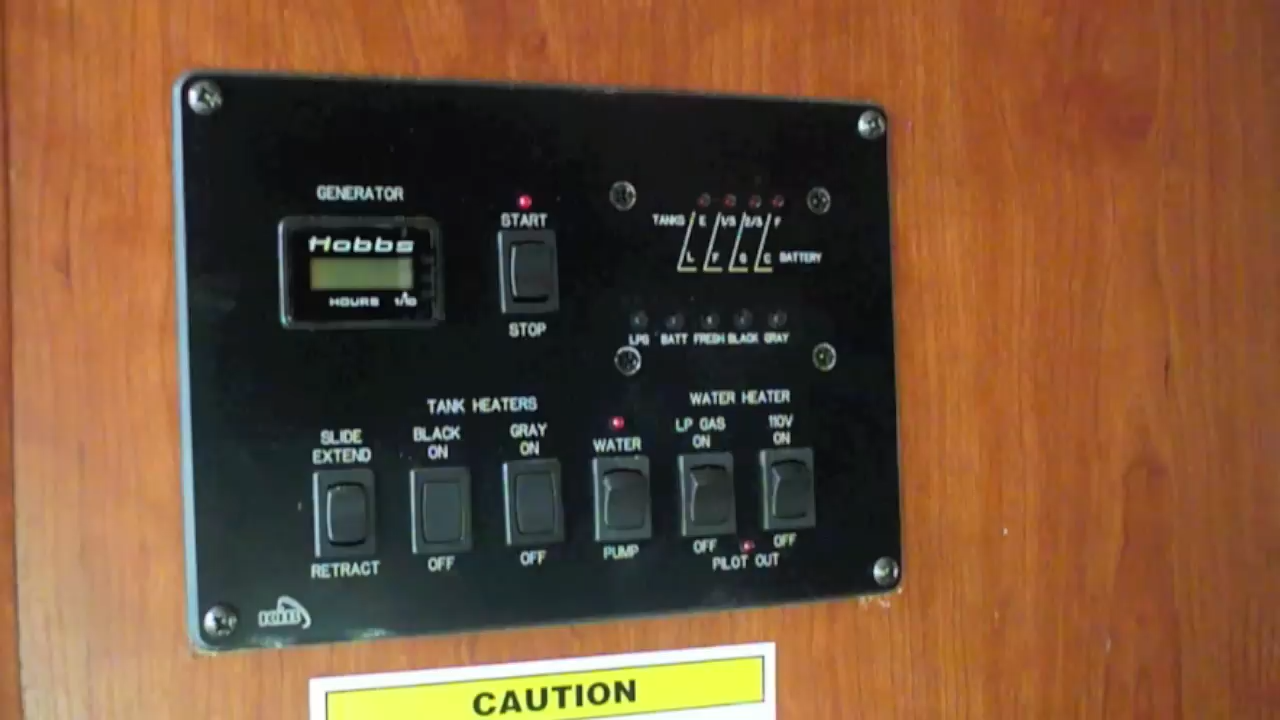 GENERATOR
Hobbs
HOURS 1/10
START
STOP
TANKS E 1/3 2/3 F
L F G C BATTERY
LPG BATT FRESH BLACK GRAY
TANK HEATERS
WATER HEATER
SLIDE EXTEND
BLACK ON
GRAY ON
WATER
LP GAS ON
110V ON
RETRACT
OFF
OFF
PUMP
OFF
OFF
PILOT OUT
CAUTION